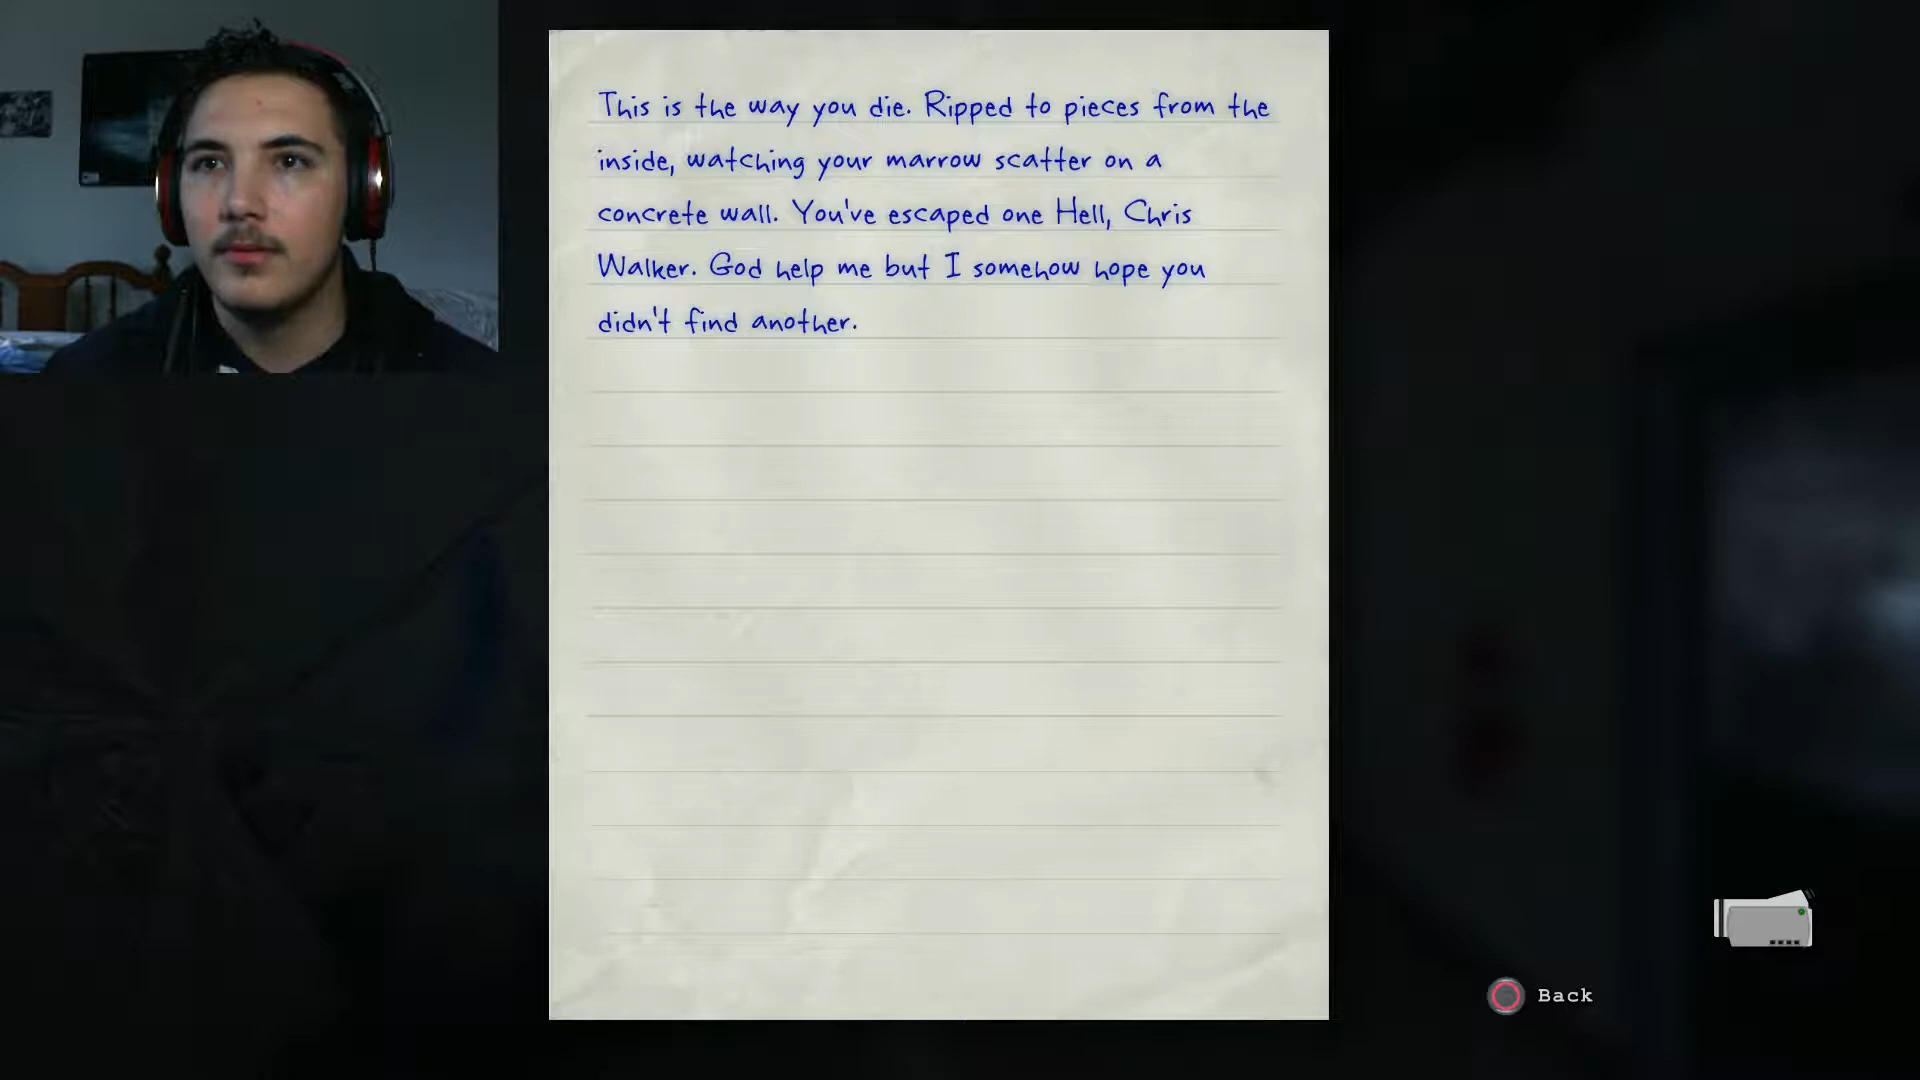 This is the way you die. Ripped to pieces from the
inside, watching your marrow scatter on a
concrete wall. You've escaped one Hell, Chris
Walker. God help me but I somehow hope you
didn't find another.
Back